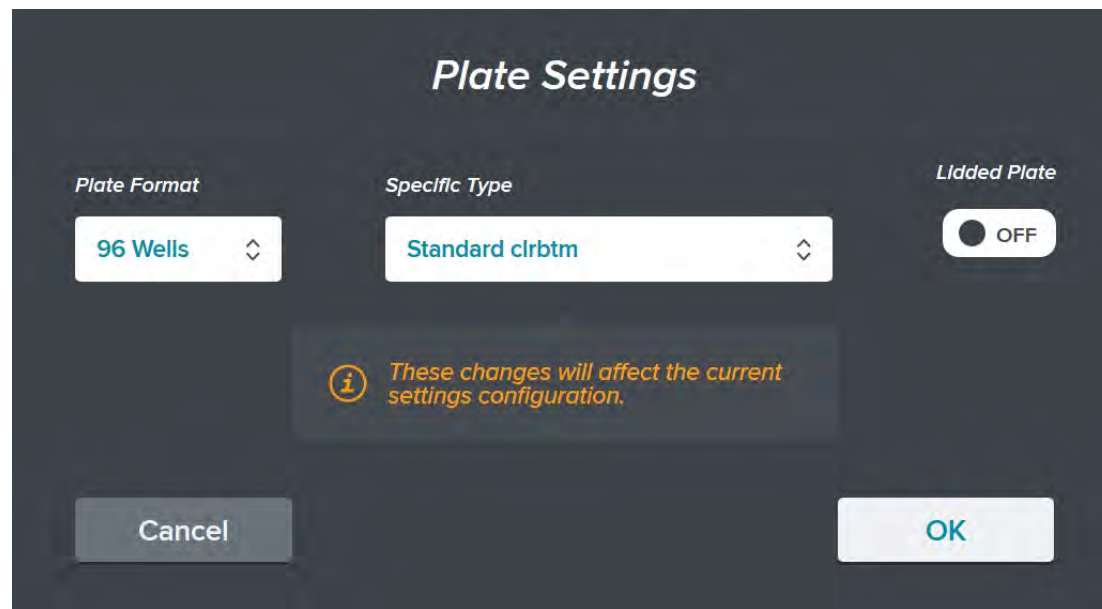 Plate Settings
Plate Format
Specific Type
Lidded Plate
96 Wells
Standard clrbtm
OFF
These changes will affect the current
settings configuration.
Cancel
OK